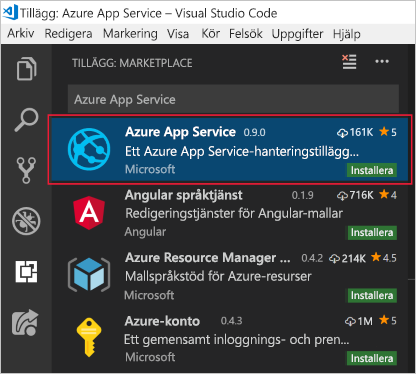 Tillägg: Azure App Service – Visual Studio Code
Arkiv Redigera Markering Visa Kör Felsök Uppgifter Hjälp
TILLÄGG: MARKETPLACE
Azure App Service
Azure App Service 0.9.0 161K 5
Ett Azure App Service-hanteringstillägg...
Microsoft Installera
Angular språktjänst 0.1.9 716K 4
Redigeringstjänster för Angular-mallar
Angular Installera
Azure Resource Manager ... 0.4.2 214K 4.5
Mallspråkstöd för Azure-resurser
Microsoft Installera
Azure-konto 0.4.3 1M 5
Ett gemensamt inloggnings- och pren...
Microsoft Installera